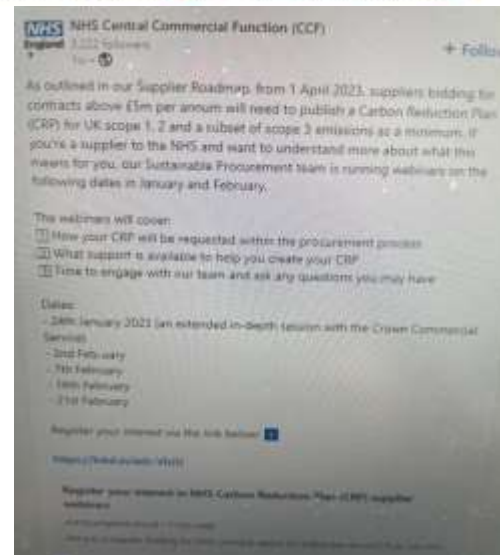 NHS NHS Central Commercial Function (CCF)
England 3,222 followers
+ Follow
As outlined in our Supplier Roadmap, from 1 April 2023, suppliers bidding for
contracts above £5m per annum will need to publish a Carbon Reduction Plan
(CRP) for UK scope 1, 2 and a subset of scope 3 emissions as a minimum. If
you're a supplier to the NHS and want to understand more about what this
means for you, our Sustainable Procurement team is running webinars on the
following dates in January and February.
The webinars will cover:
How your CRP will be requested within the procurement process
What support is available to help you create your CRP
Time to engage with our team and ask any questions you may have
Dates:
January 2023 (an extended in-depth session with the Crown Commercial
Service)
- 2nd February
- 7th February
February
- 21st February
Register your interest via the link below:
Register your interest in NHS Carbon Reduction Plan (CRP) supplier
webinars